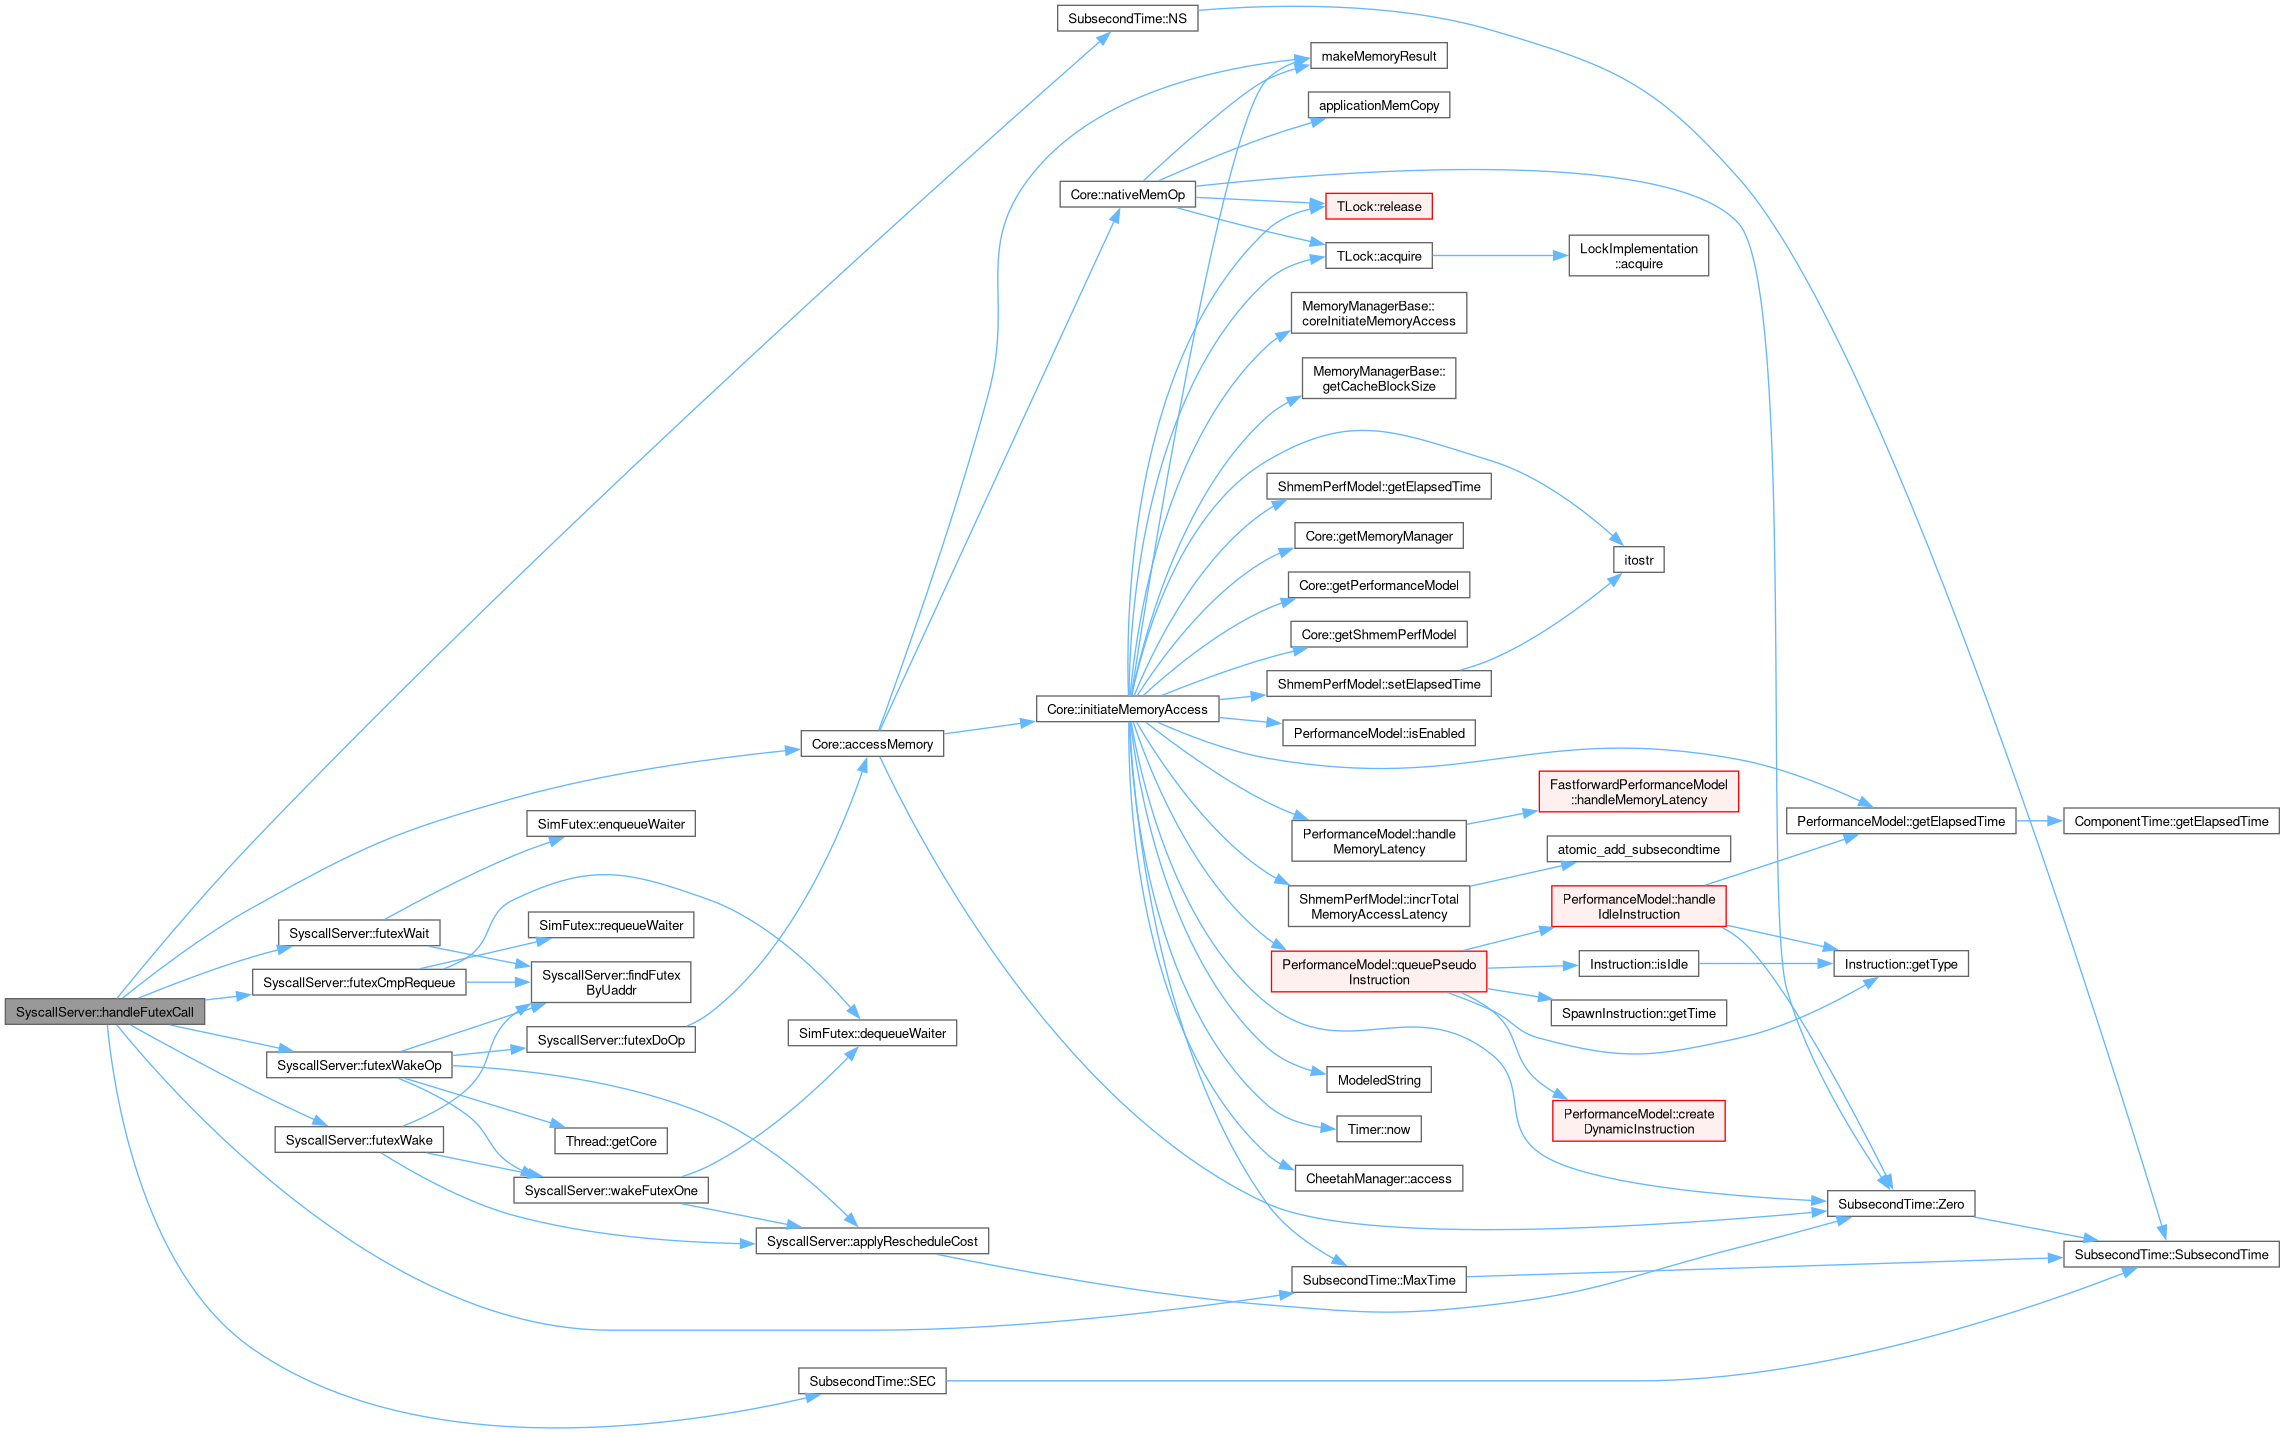 SubsecondTime::NS
makeMemoryResult
applicationMemCopy
Core::nativeMemOp
TLock::release
TLock::acquire
LockImplementation
::acquire
MemoryManagerBase::
coreInitiateMemoryAccess
MemoryManagerBase::
getCacheBlockSize
ShmemPerfModel::getElapsedTime
Core::getMemoryManager
itostr
Core::getPerformanceModel
Core::getShmemPerfModel
ShmemPerfModel::setElapsedTime
Core::initiateMemoryAccess
PerformanceModel::isEnabled
Core::accessMemory
FastforwardPerformanceModel
::handleMemoryLatency
PerformanceModel::getElapsedTime
ComponentTime::getElapsedTime
SimFutex::enqueueWaiter
PerformanceModel::handle
MemoryLatency
atomic_add_subsecondtime
ShmemPerfModel::incrTotal
MemoryAccessLatency
PerformanceModel::handle
IdleInstruction
SimFutex::requeueWaiter
SyscallServer::futexWait
PerformanceModel::queuePseudo
Instruction
Instruction::isIdle
Instruction::getType
SyscallServer::futexCmpRequeue
SyscallServer::findFutex
ByUaddr
SyscallServer::handleFutexCall
SpawnInstruction::getTime
SimFutex::dequeueWaiter
SyscallServer::futexDoOp
SyscallServer::futexWakeOp
ModeledString
PerformanceModel::create
DynamicInstruction
Timer::now
SyscallServer::futexWake
Thread::getCore
CheetahManager::access
SyscallServer::wakeFutexOne
SubsecondTime::Zero
SyscallServer::applyRescheduleCost
SubsecondTime::SubsecondTime
SubsecondTime::MaxTime
SubsecondTime::SEC